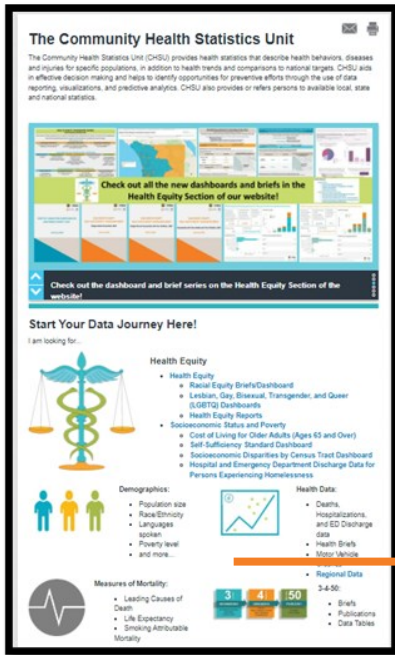 The Community Health Statistics Unit
The Community Health Statistics Unit (CHSU) provides health statistics that describe health behaviors, diseases
and injuries for specific populations, in addition to health trends and comparisons to national targets. CHSU aids
in effective decision making and helps to identify opportunities for preventive efforts through the use of data
reporting, visualizations, and predictive analytics. CHSU also provides or refers persons to available local, state
and national statistics.
Check out all the new dashboards and briefs in the
Health Equity Section of our website!
Check out the dashboard and brief series on the Health Equity Section of the
website!
Start Your Data Journey Here!
I am looking for...
Health Equity
• Health Equity
o Racial Equity Briefs/Dashboard
o Lesbian, Gay, Bisexual, Transgender, and Queer
(LGBTQ) Dashboards
o Health Equity Reports
• Socioeconomic Status and Poverty
o Cost of Living for Older Adults (Ages 65 and Over)
o Self-Sufficiency Standard Dashboard
o Socioeconomic Disparities by Census Tract Dashboard
o Hospital and Emergency Department Discharge Data for
Persons Experiencing Homelessness
Demographics:
• Population size
• Race/Ethnicity
• Languages
spoken
• Poverty level
• and more...
Health Data:
• Deaths,
Hospitalizations,
and ED Discharge
data
• Health Briefs
• Motor Vehicle
• Regional Data
Measures of Mortality:
• Leading Causes of
Death
• Life Expectancy
• Smoking Attributable
Mortality
3 4 50
3-4-50:
• Briefs
• Publications
• Data Tables